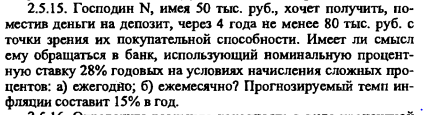 2.5.15. Господин N, имея 50 тыс. руб., хочет получить, по-
местив деньги на депозит, через 4 года не менее 80 тыс. руб. с
точки зрения их покупательной способности. Имеет ли смысл
ему обращаться в банк, использующий номинальную процент-
ную ставку 28% годовых на условиях начисления сложных про-
центов: а) ежегодно; б) ежемесячно? Прогнозируемый темп ин-
фляции составит 15% в год.